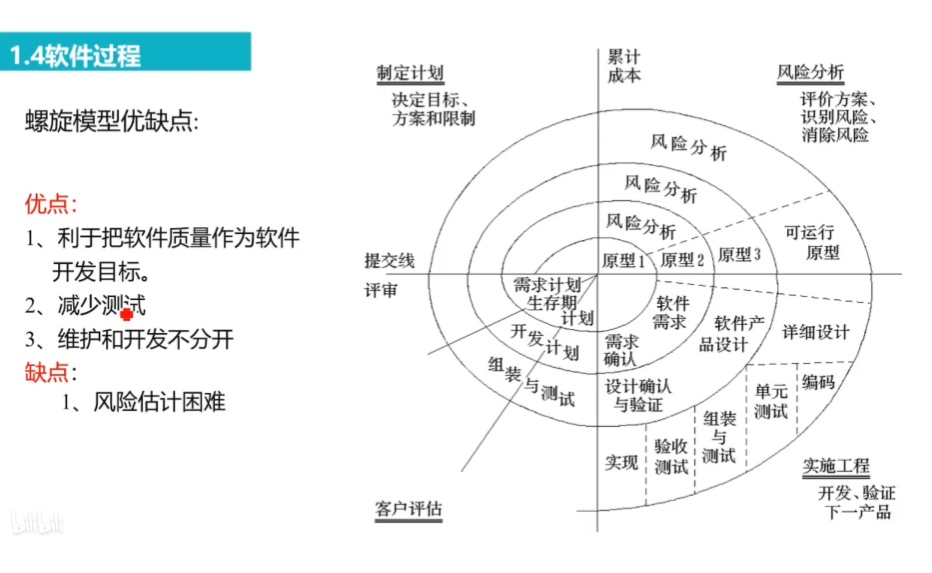 1.4软件过程
螺旋模型优缺点:
优点：
1、利于把软件质量作为软件
开发目标。
2、减少测试
3、维护和开发不分开
缺点：
1、风险估计困难
累计
成本
制定计划
决定目标、
方案和限制
风险分析
评价方案、
识别风险、
消除风险
风险分析
风险分析
风险分析
原型1
原型2
原型3
可运行
原型
提交线
评审
需求计划
生存期
计划
开发计划
组装与测试
软件
需求
需求
确认
软件产
品设计
详细设计
设计确认
与验证
编码
单元
测试
组装
与
测试
验收
测试
实现
实施工程
开发、验证
下一产品
客户评估
bilibili